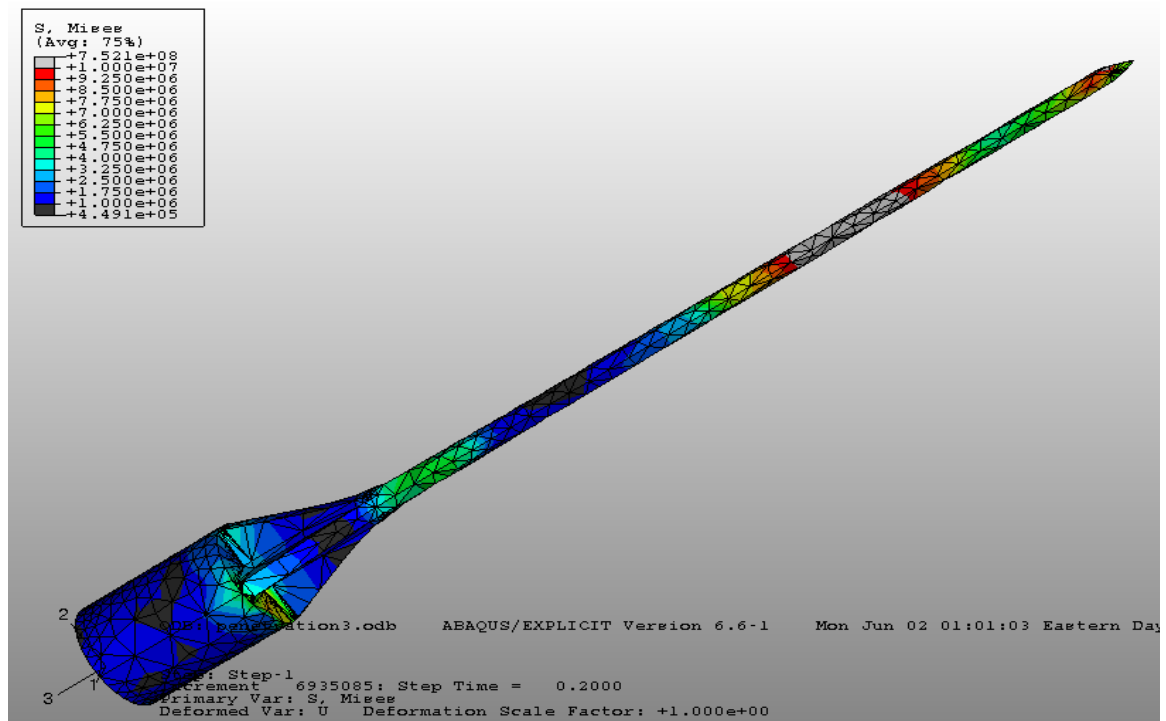 S, Mises
(Avg: 75%)
+7.521e+08
+1.000e+07
+9.250e+06
+8.500e+06
+7.750e+06
+7.000e+06
+6.250e+06
+5.500e+06
+4.750e+06
+4.000e+06
+3.250e+06
+2.500e+06
+1.750e+06
+1.000e+06
+4.491e+05
2
1
3
ODB: penetration3.odb ABAQUS/EXPLICIT Version 6.6-1 Mon Jun 02 01:01:03 Eastern Day
Step: Step-1
Increment 6935085: Step Time = 0.2000
Primary Var: S, Mises
Deformed Var: U Deformation Scale Factor: +1.000e+00